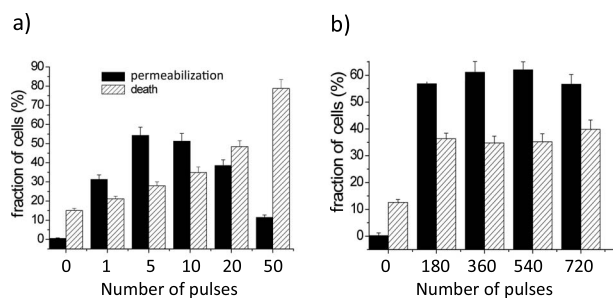 a)
90
80
70
60
50
40
30
20
10
0
fraction of cells (%)
permeabilization
death
0 1 5 10 20 50
Number of pulses
b)
60
50
40
30
20
10
0
fraction of cells (%)
0 180 360 540 720
Number of pulses